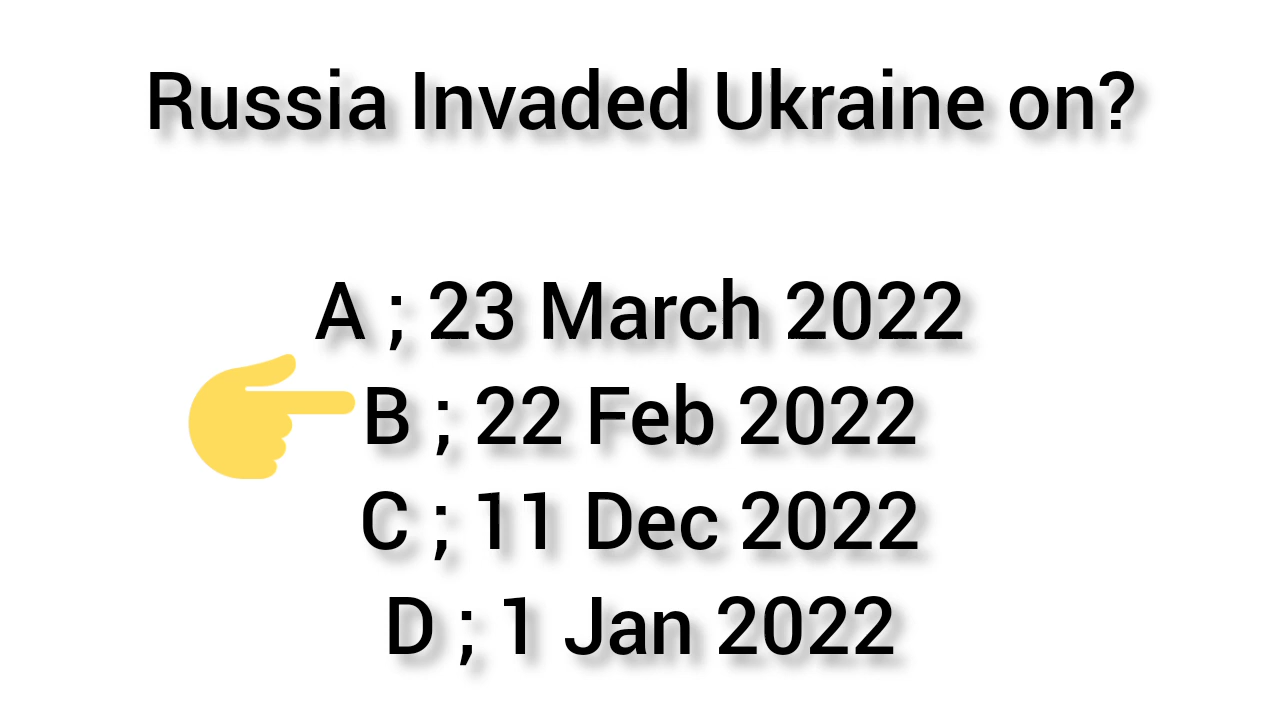 Russia Invaded Ukraine on?
A ; 23 March 2022
B ; 22 Feb 2022
C ; 11 Dec 2022
D ; 1 Jan 2022